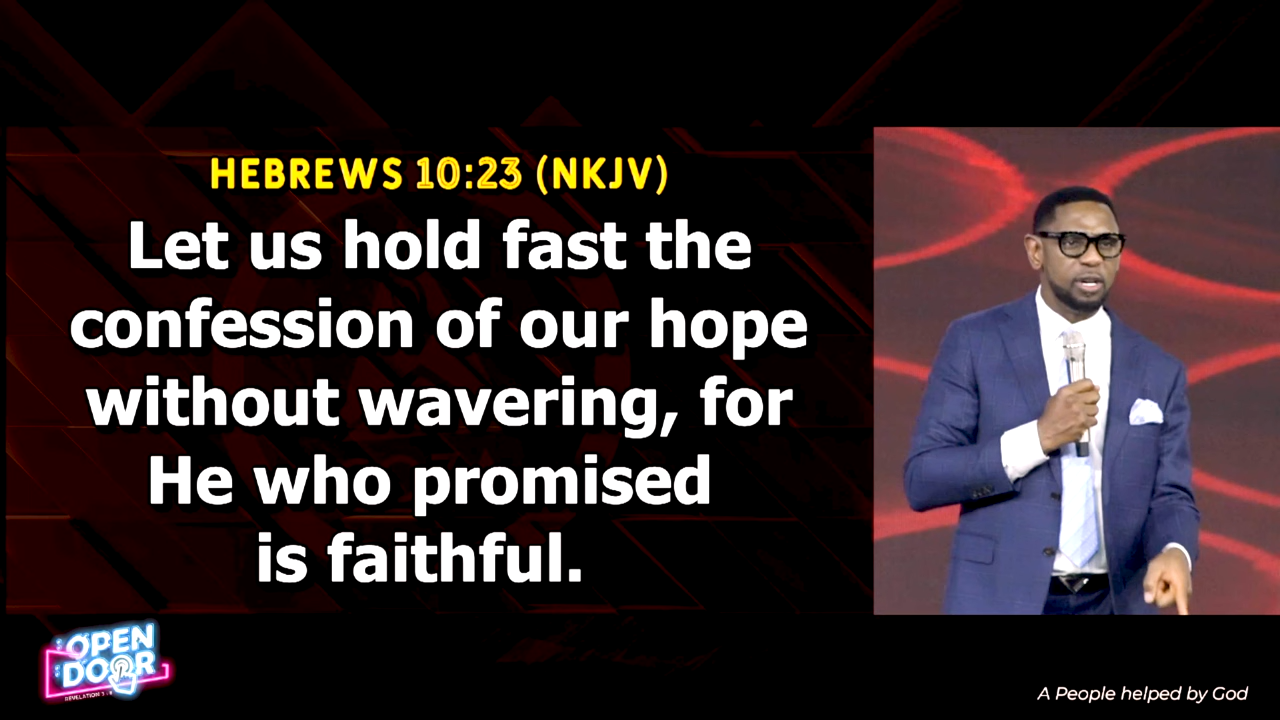 HEBREWS 10:23 (NKJV)
Let us hold fast the
confession of our hope
without wavering, for
He who promised
is faithful.
OPEN
DOOR
A People helped by God